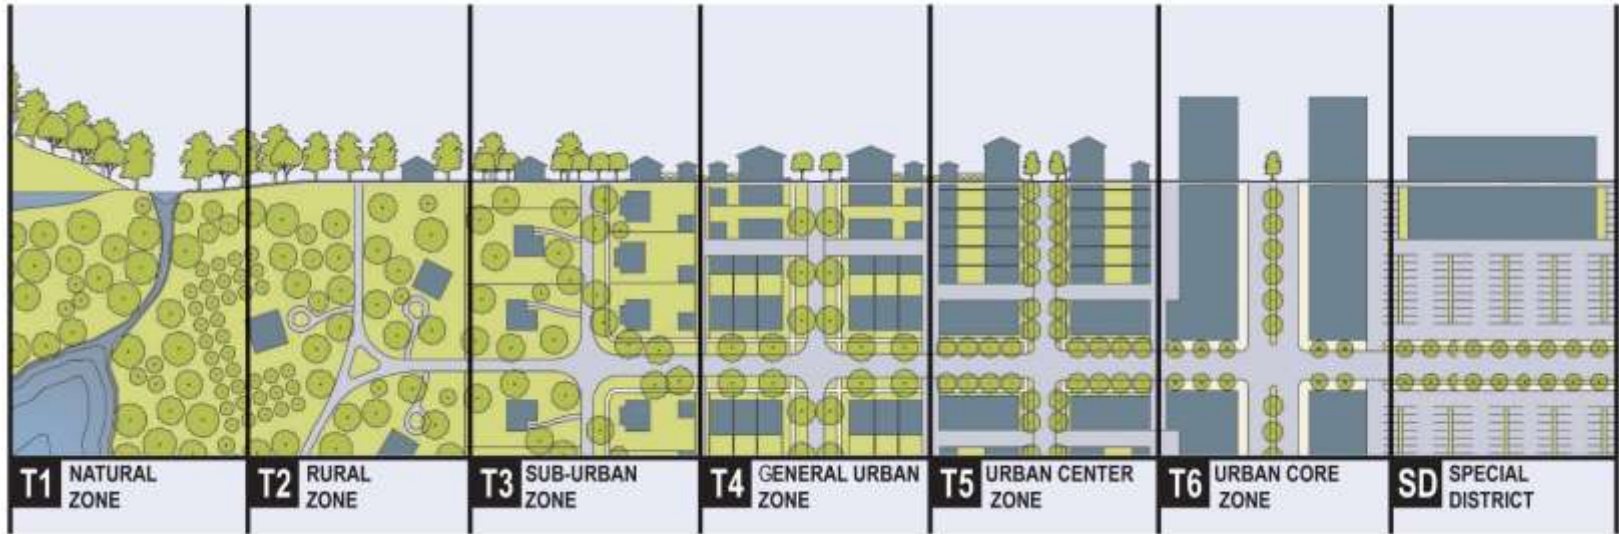 T1 NATURAL
ZONE
T2 RURAL
ZONE
T3 SUB-URBAN
ZONE
T4 GENERAL URBAN
ZONE
T5 URBAN CENTER
ZONE
T6 URBAN CORE
ZONE
SD SPECIAL
DISTRICT